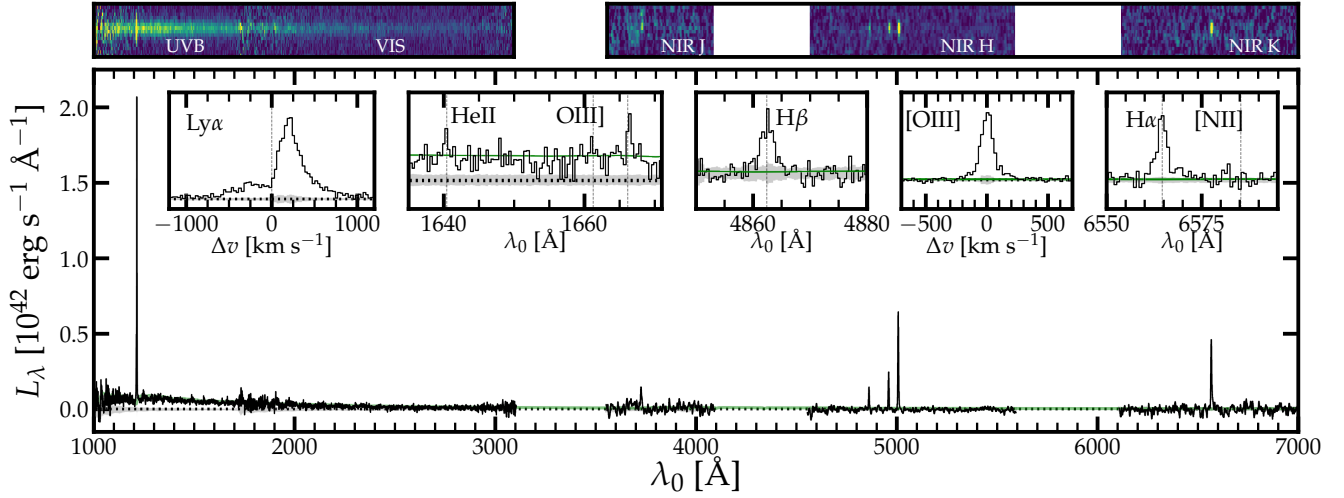 UVB VIS NIR J NIR H NIR K
2.0
1.5
1.0
0.5
0.0
L_λ [10⁴² erg s⁻¹ Å⁻¹]
Lyα
−1000 0 1000
Δv [km s⁻¹]
HeII OIII]
1640 1660
λ₀ [Å]
Hβ
4860 4880
λ₀ [Å]
[OIII]
−500 0 500
Δv [km s⁻¹]
Hα [NII]
6550 6575
λ₀ [Å]
1000 2000 3000 4000 5000 6000 7000
λ₀ [Å]